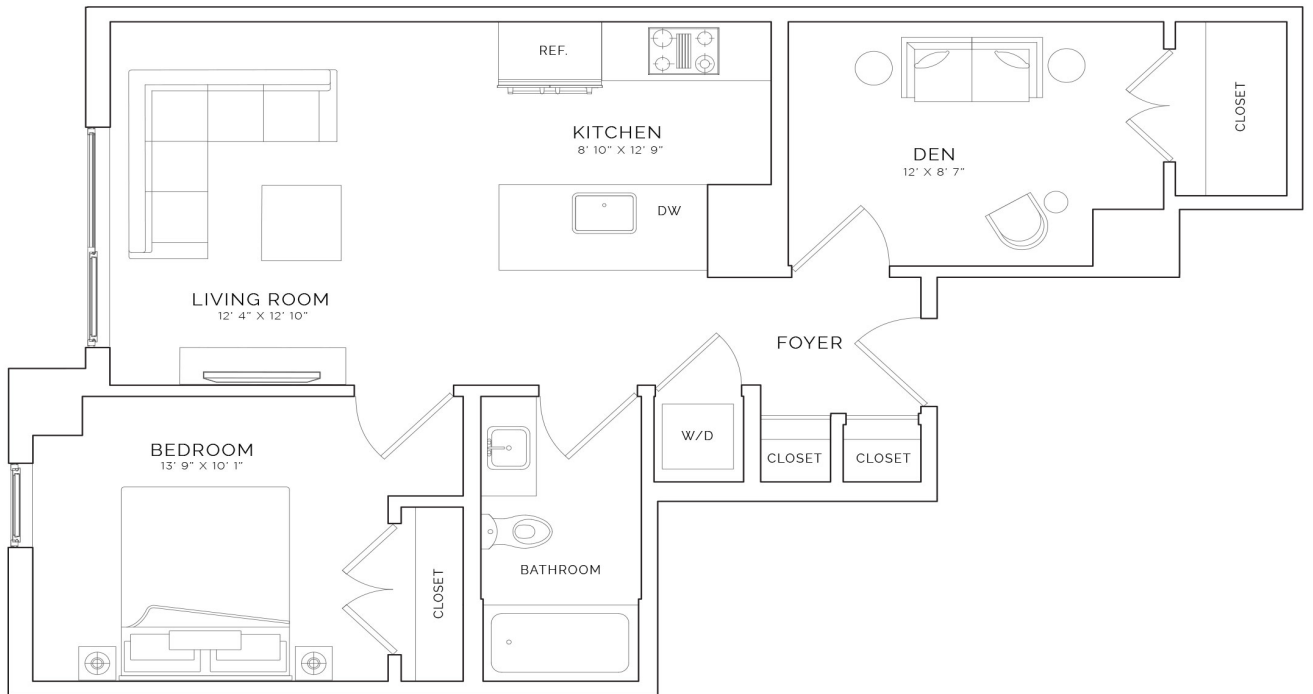 REF.
KITCHEN
8' 10" X 12' 9"
DW
DEN
12' X 8' 7"
CLOSET
LIVING ROOM
12' 4" X 12' 10"
FOYER
BEDROOM
13' 9" X 10' 1"
W/D
CLOSET
CLOSET
BATHROOM
CLOSET